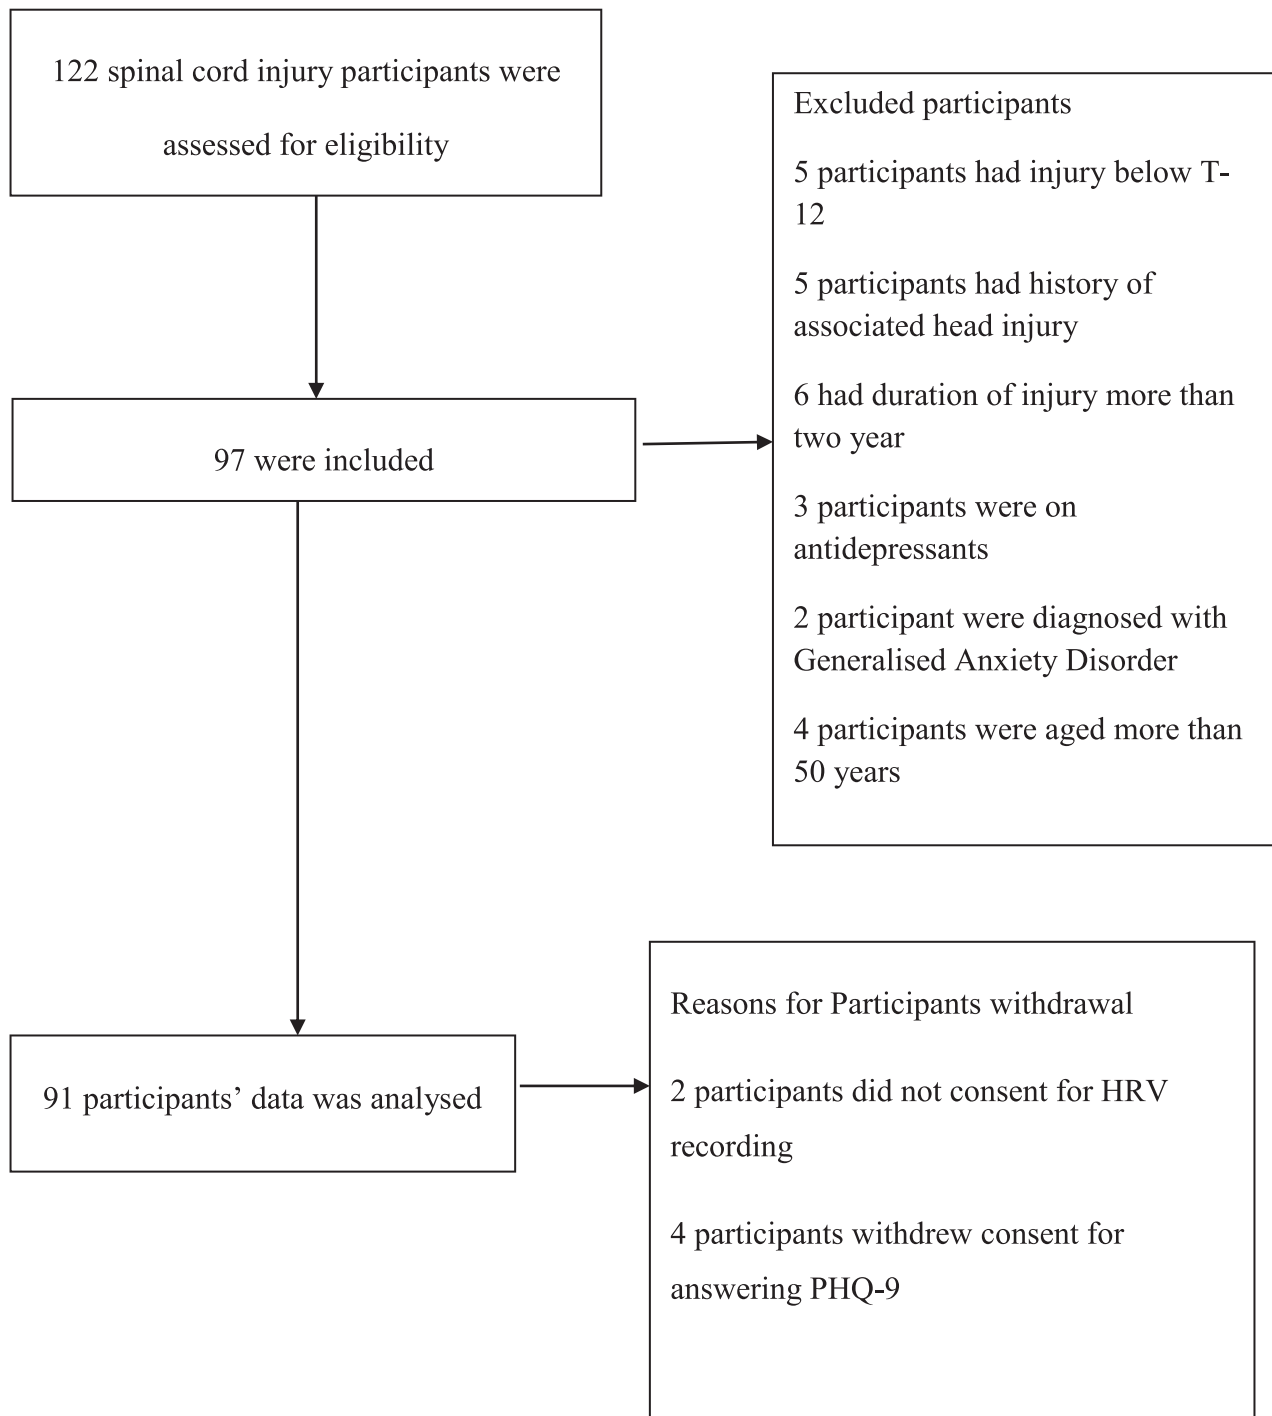 122 spinal cord injury participants were
assessed for eligibility
Excluded participants
5 participants had injury below T-
12
5 participants had history of
associated head injury
6 had duration of injury more than
two year
3 participants were on
antidepressants
2 participant were diagnosed with
Generalised Anxiety Disorder
4 participants were aged more than
50 years
97 were included
91 participants’ data was analysed
Reasons for Participants withdrawal
2 participants did not consent for HRV
recording
4 participants withdrew consent for
answering PHQ-9